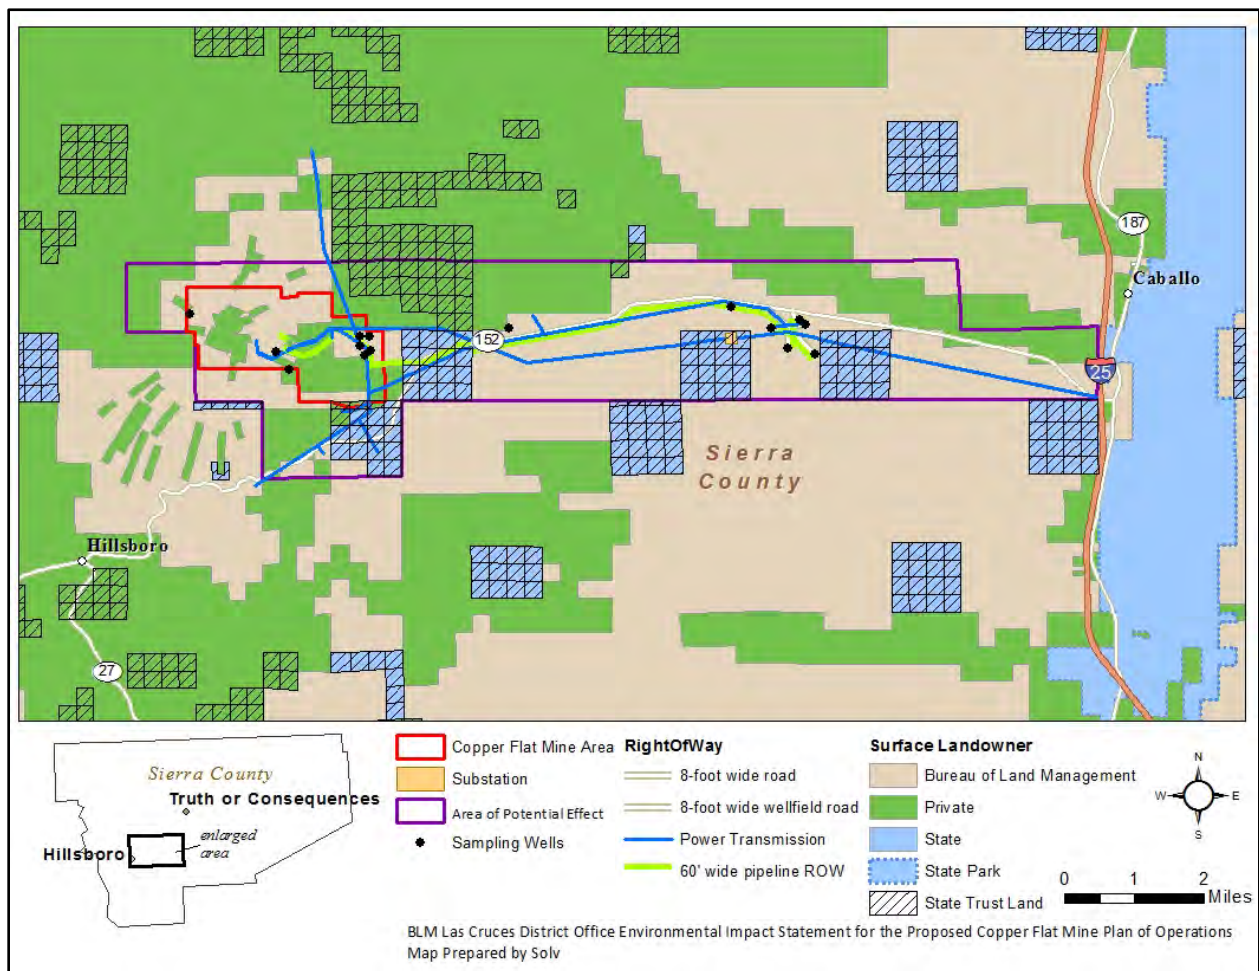 187
Caballo
152
25
Sierra
County
Hillsboro
27
Sierra County
Truth or Consequences
enlarged
area
Hillsboro
Copper Flat Mine Area
Substation
Area of Potential Effect
Sampling Wells
RightOfWay
8-foot wide road
8-foot wide wellfield road
Power Transmission
60' wide pipeline ROW
Surface Landowner
Bureau of Land Management
Private
State
State Park
State Trust Land
N
W
E
S
0 1 2
Miles
BLM Las Cruces District Office Environmental Impact Statement for the Proposed Copper Flat Mine Plan of Operations
Map Prepared by Solv